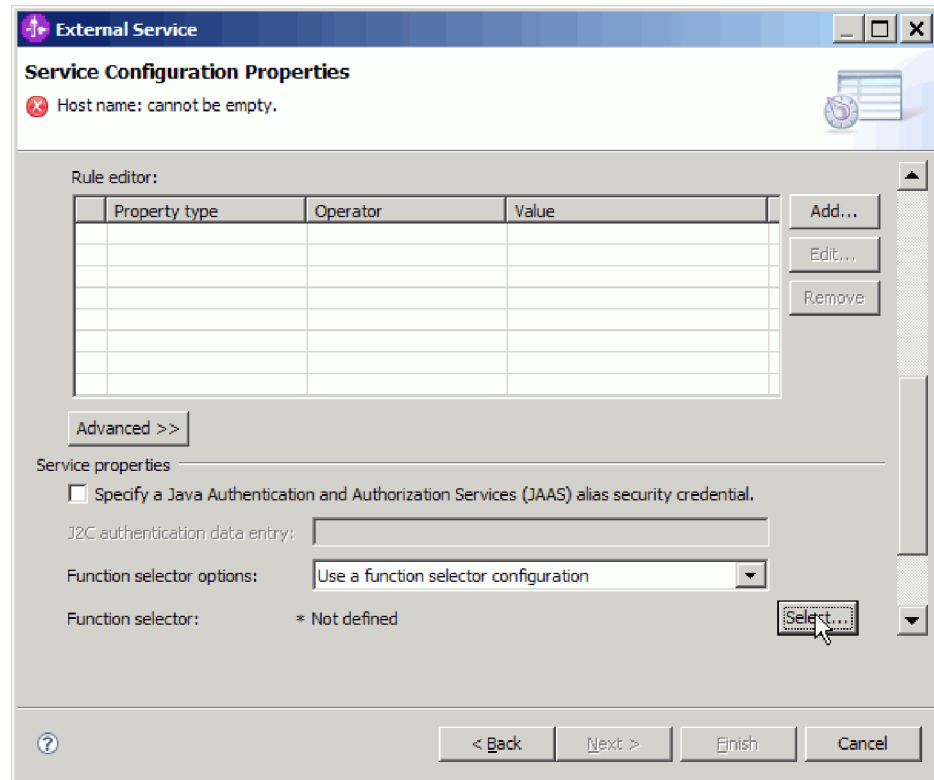 External Service
Service Configuration Properties
Host name: cannot be empty.
Rule editor:
Property type Operator Value
Add...
Edit...
Remove
Advanced >>
Service properties
Specify a Java Authentication and Authorization Services (JAAS) alias security credential.
J2C authentication data entry:
Function selector options: Use a function selector configuration
Function selector: * Not defined Select...
? < Back Next > Finish Cancel